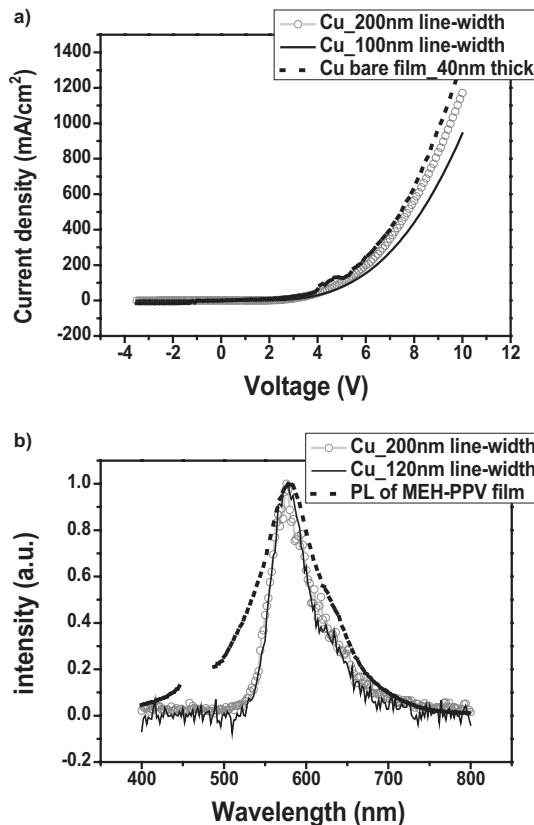 a)
Cu_200nm line-width
Cu_100nm line-width
Cu bare film_40nm thick
Current density (mA/cm²)
1400
1200
1000
800
600
400
200
0
-200
-4 -2 0 2 4 6 8 10 12
Voltage (V)
b)
Cu_200nm line-width
Cu_120nm line-width
PL of MEH-PPV film
intensity (a.u.)
1.0
0.8
0.6
0.4
0.2
0.0
-0.2
400 500 600 700 800
Wavelength (nm)